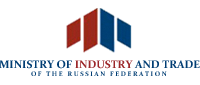 MINISTRY OF INDUSTRY AND TRADE
OF THE RUSSIAN FEDERATION